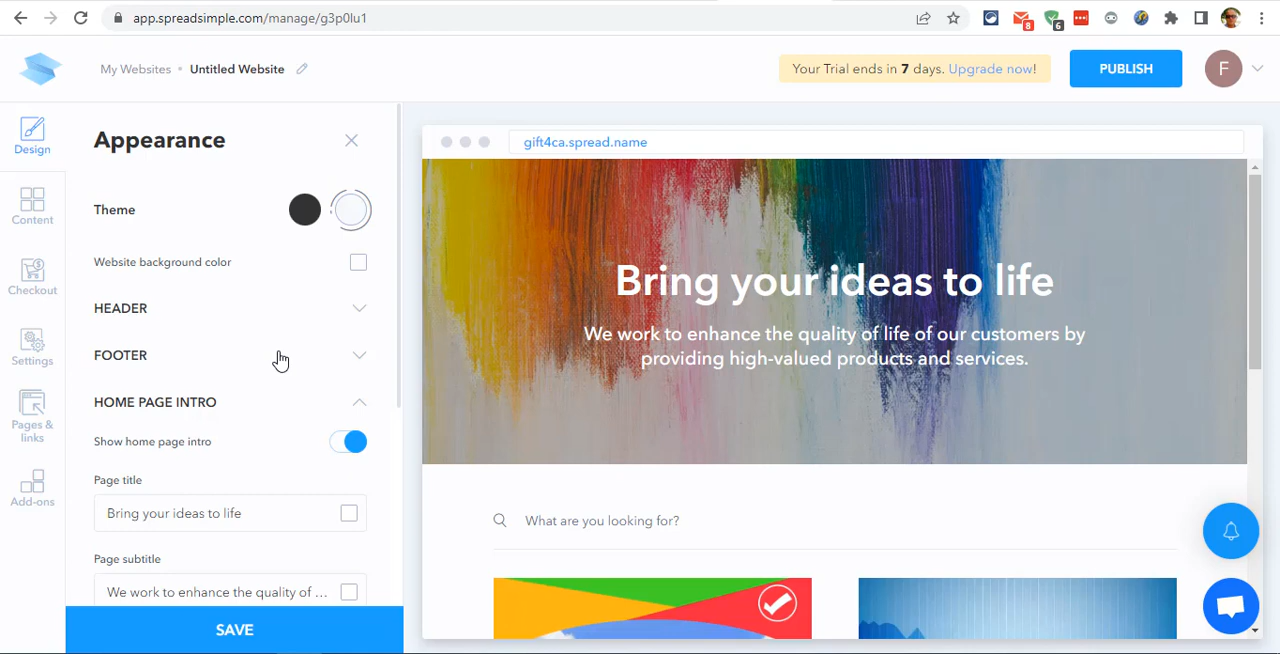 app.spreadsimple.com/manage/g3p0lu1
8
6
My Websites • Untitled Website
Your Trial ends in 7 days. Upgrade now!
PUBLISH
F
Design
Content
Checkout
Settings
Pages &
links
Add-ons
Appearance
Theme
Website background color
HEADER
FOOTER
HOME PAGE INTRO
Show home page intro
Page title
Bring your ideas to life
Page subtitle
We work to enhance the quality of ...
SAVE
gift4ca.spread.name
Bring your ideas to life
We work to enhance the quality of life of our customers by
providing high-valued products and services.
What are you looking for?